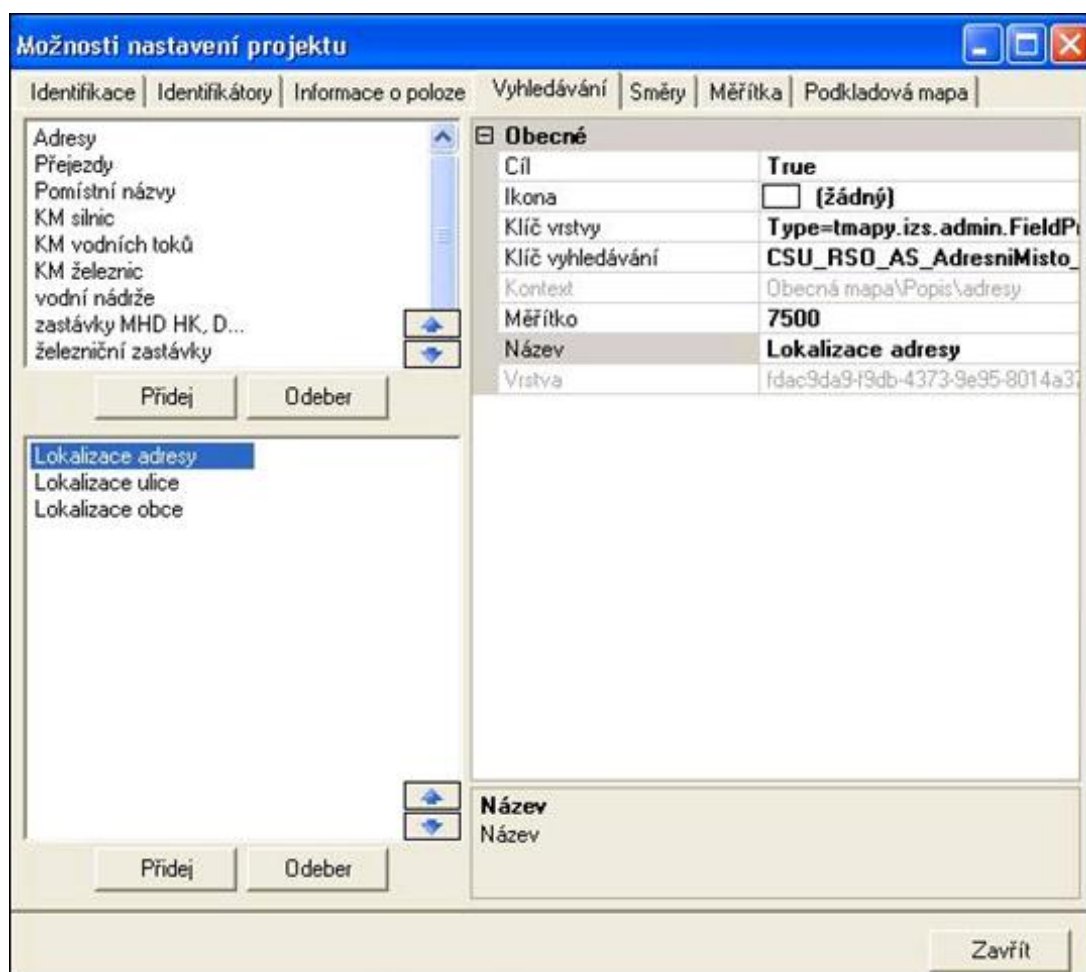 Možnosti nastavení projektu
Identifikace Identifikátory Informace o poloze Vyhledávání Směry Měřítka Podkladová mapa
Adresy
Přejezdy
Pomístní názvy
KM silnic
KM vodních toků
KM železnic
vodní nádrže
zastávky MHD HK, D...
železniční zastávky
Přidej Odeber
Lokalizace adresy
Lokalizace ulice
Lokalizace obce
Přidej Odeber
Obecné
Cíl True
Ikona (žádný)
Klíč vrstvy Type=tmapy.izs.admin.FieldPr
Klíč vyhledávání CSU_RSO_AS_AdresniMisto_
Kontext Obecná mapa\Popis\adresy
Měřítko 7500
Název Lokalizace adresy
Vrstva fdac9da9-f9db-4373-9e95-8014a37
Název
Název
Zavřít